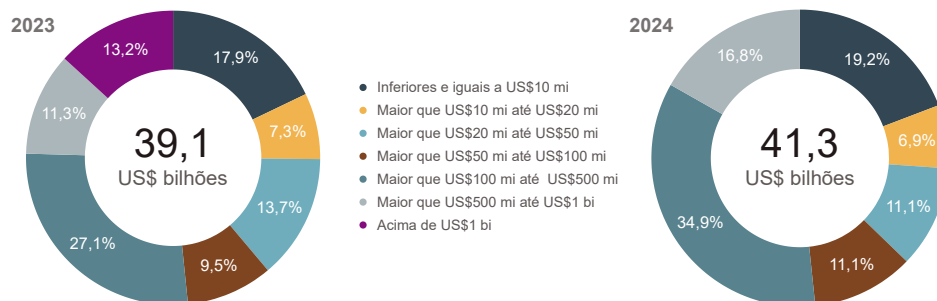 2023
13,2%
17,9%
11,3%
7,3%
39,1
US$ bilhões
13,7%
27,1%
9,5%
Inferiores e iguais a US$10 mi
Maior que US$10 mi até US$20 mi
Maior que US$20 mi até US$50 mi
Maior que US$50 mi até US$100 mi
Maior que US$100 mi até US$500 mi
Maior que US$500 mi até US$1 bi
Acima de US$1 bi
2024
16,8%
19,2%
6,9%
41,3
US$ bilhões
11,1%
34,9%
11,1%